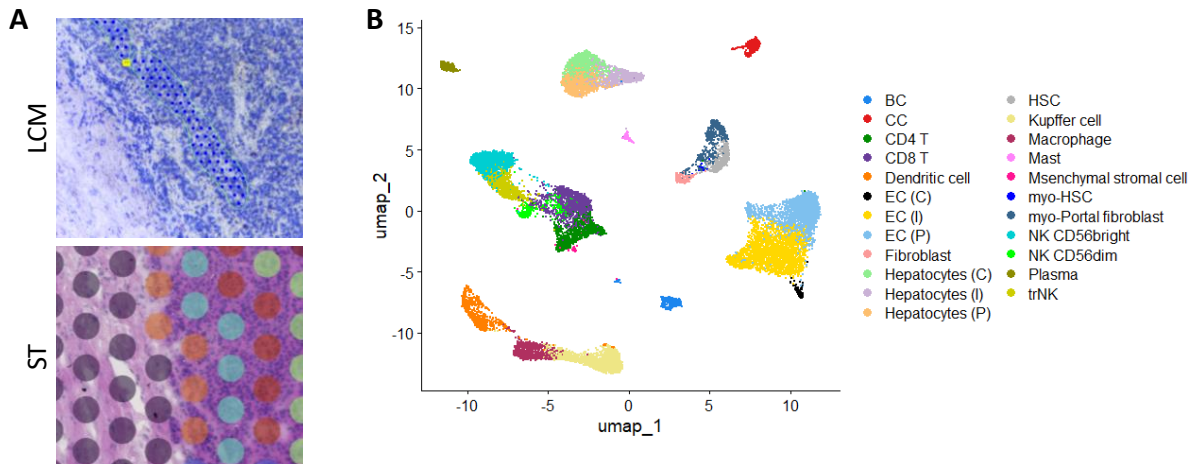 A
LCM
ST
B
umap_2
15
10
5
0
-5
-10
-10
-5
0
5
10
umap_1
BC
CC
CD4 T
CD8 T
Dendritic cell
EC (C)
EC (I)
EC (P)
Fibroblast
Hepatocytes (C)
Hepatocytes (I)
Hepatocytes (P)
HSC
Kupffer cell
Macrophage
Mast
Msenchymal stromal cell
myo-HSC
myo-Portal fibroblast
NK CD56bright
NK CD56dim
Plasma
trNK